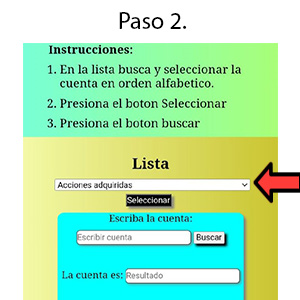 Paso 2.
Instrucciones:
1. En la lista busca y seleccionar la
cuenta en orden alfabetico.
2. Presiona el boton Seleccionar
3. Presiona el boton buscar
Lista
Acciones adquiridas
Seleccionar
Escriba la cuenta:
Escribir cuenta Buscar
La cuenta es: Resultado